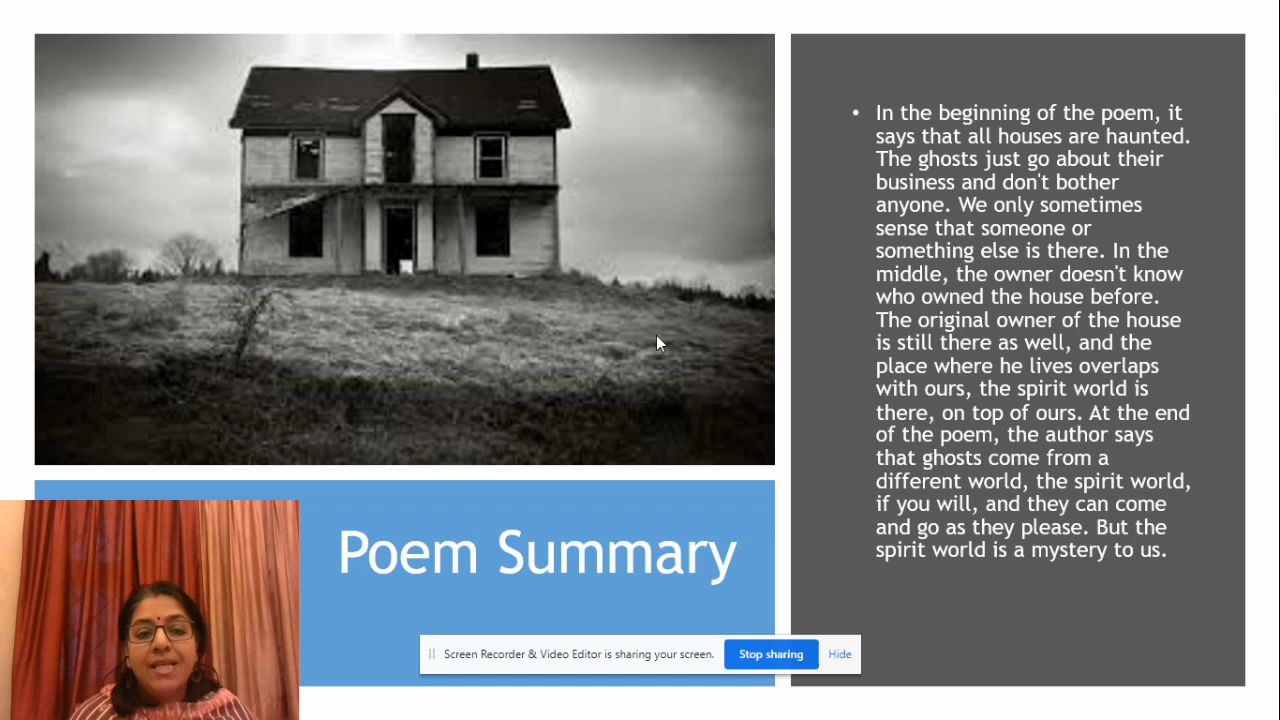 • In the beginning of the poem, it
says that all houses are haunted.
The ghosts just go about their
business and don't bother
anyone. We only sometimes
sense that someone or
something else is there. In the
middle, the owner doesn't know
who owned the house before.
The original owner of the house
is still there as well, and the
place where he lives overlaps
with ours, the spirit world is
there, on top of ours. At the end
of the poem, the author says
that ghosts come from a
different world, the spirit world,
if you will, and they can come
and go as they please. But the
spirit world is a mystery to us.
Poem Summary
Screen Recorder & Video Editor is sharing your screen.
Stop sharing
Hide